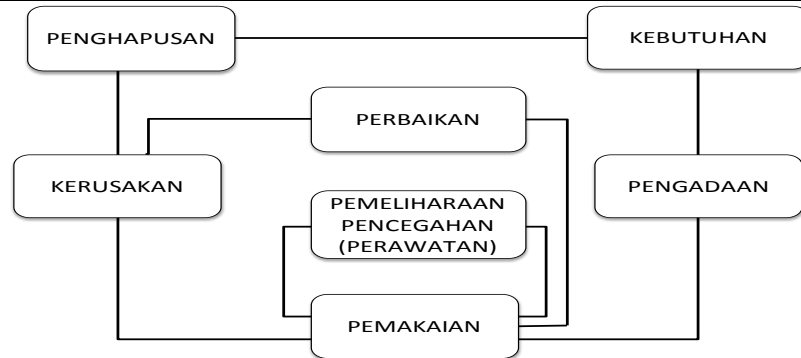 PENGHAPUSAN
KEBUTUHAN
PERBAIKAN
KERUSAKAN
PENGADAAN
PEMELIHARAAN
PENCEGAHAN
(PERAWATAN)
PEMAKAIAN